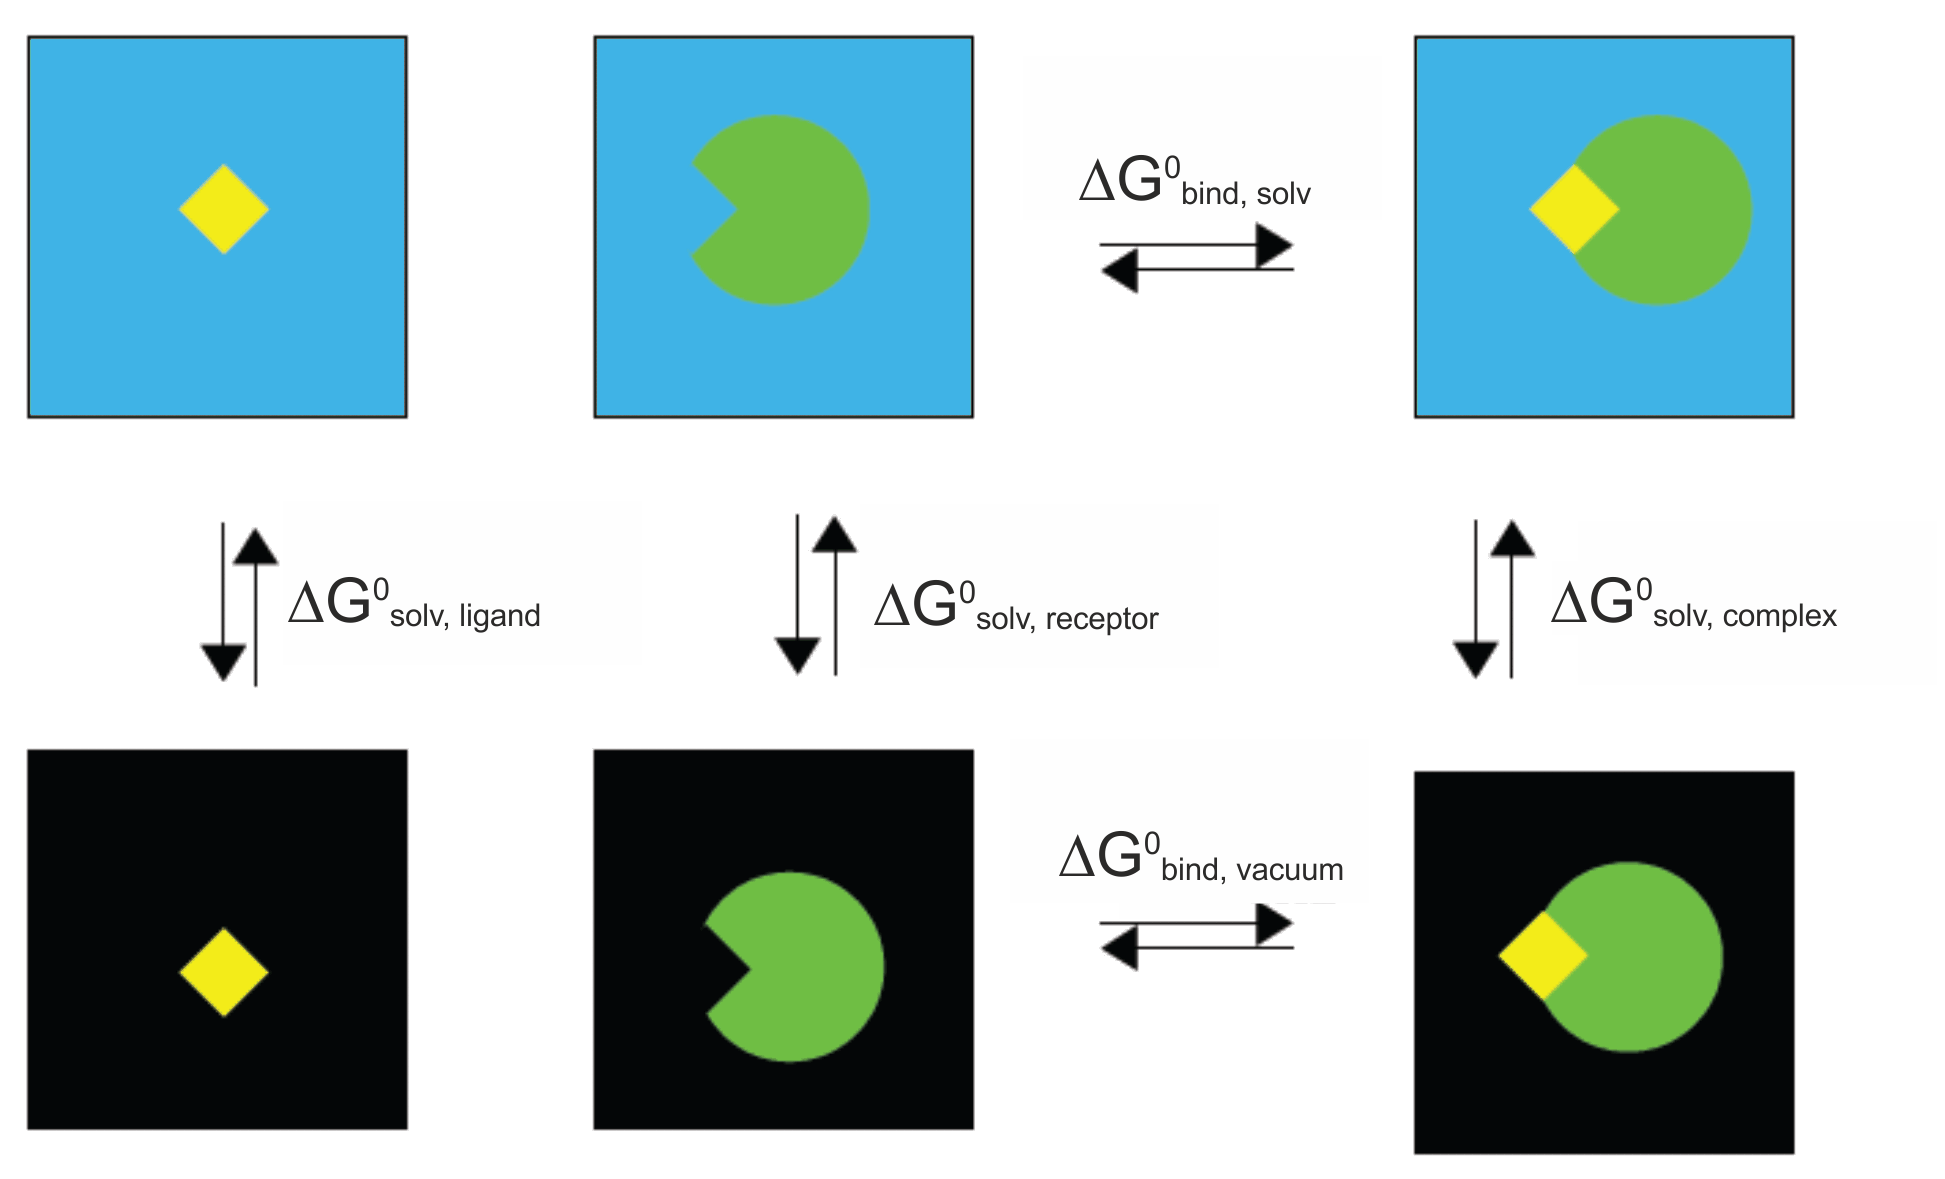 ΔG⁰bind, solv
ΔG⁰solv, ligand
ΔG⁰solv, receptor
ΔG⁰solv, complex
ΔG⁰bind, vacuum